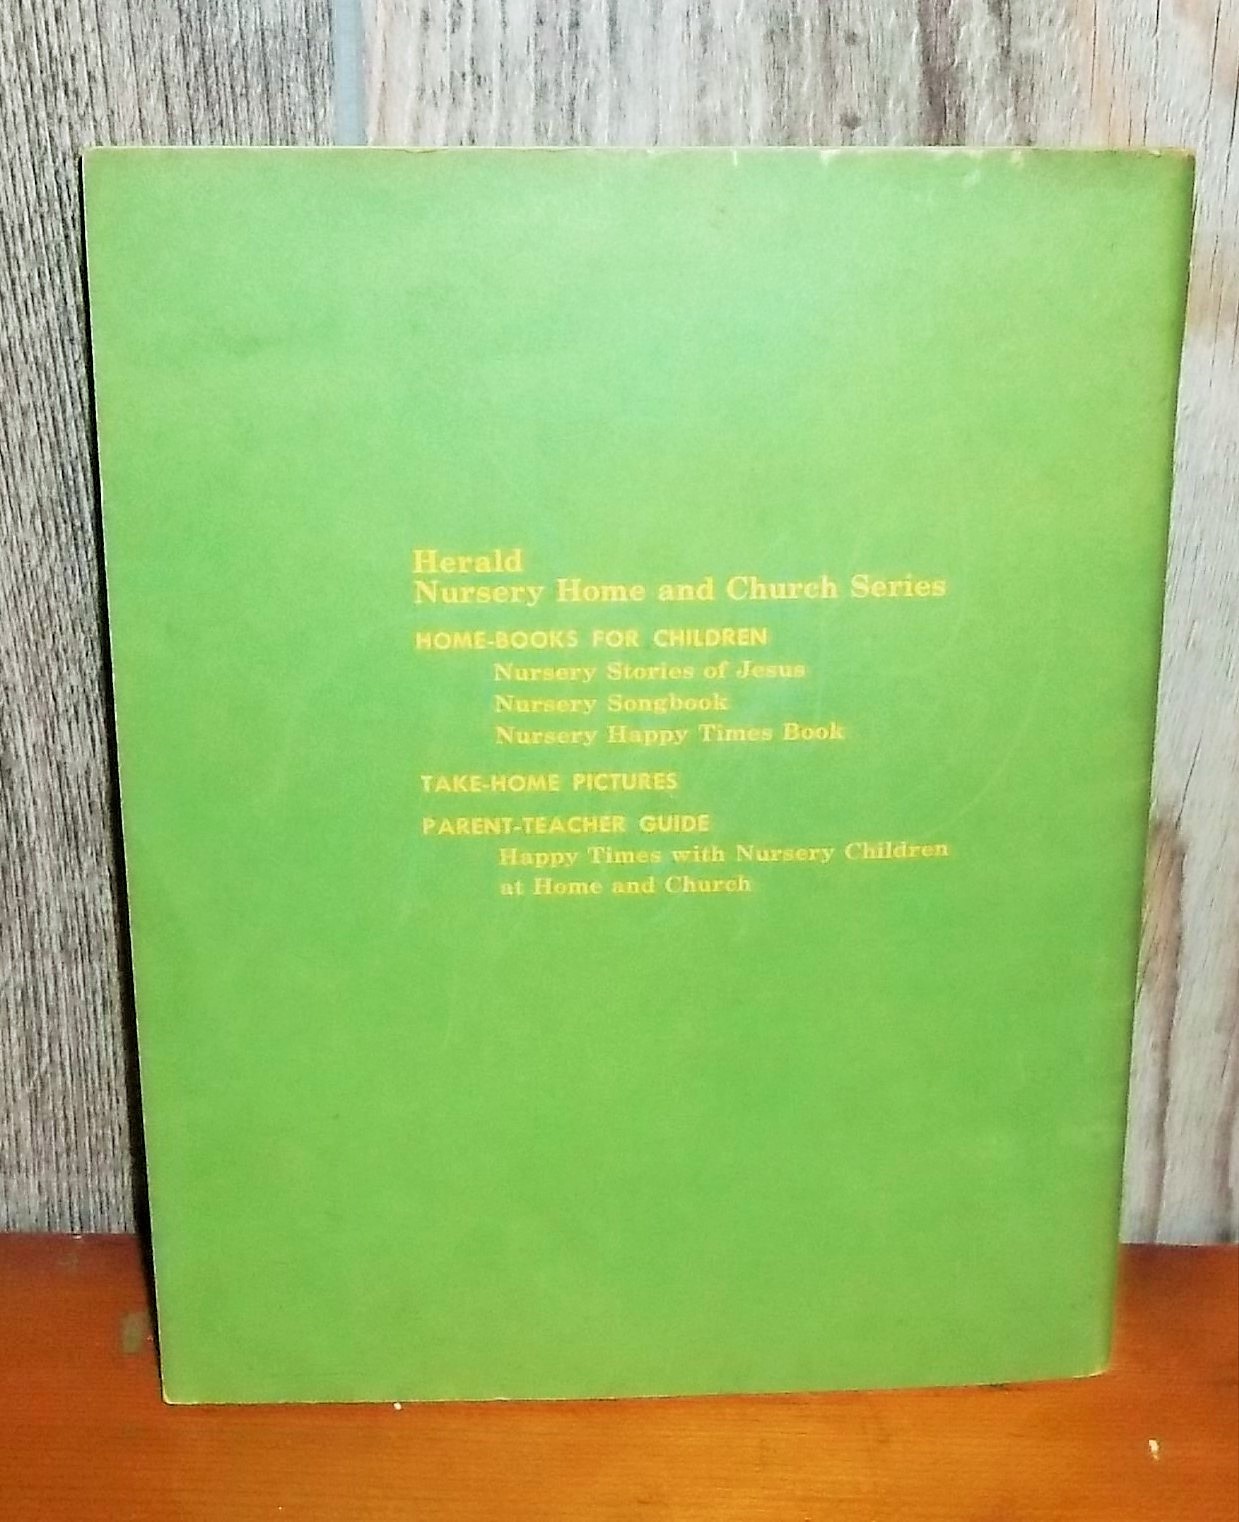 Herald
Nursery Home and Church Series
HOME-BOOKS FOR CHILDREN
Nursery Stories of Jesus
Nursery Songbook
Nursery Happy Times Book
TAKE-HOME PICTURES
PARENT-TEACHER GUIDE
Happy Times with Nursery Children
at Home and Church